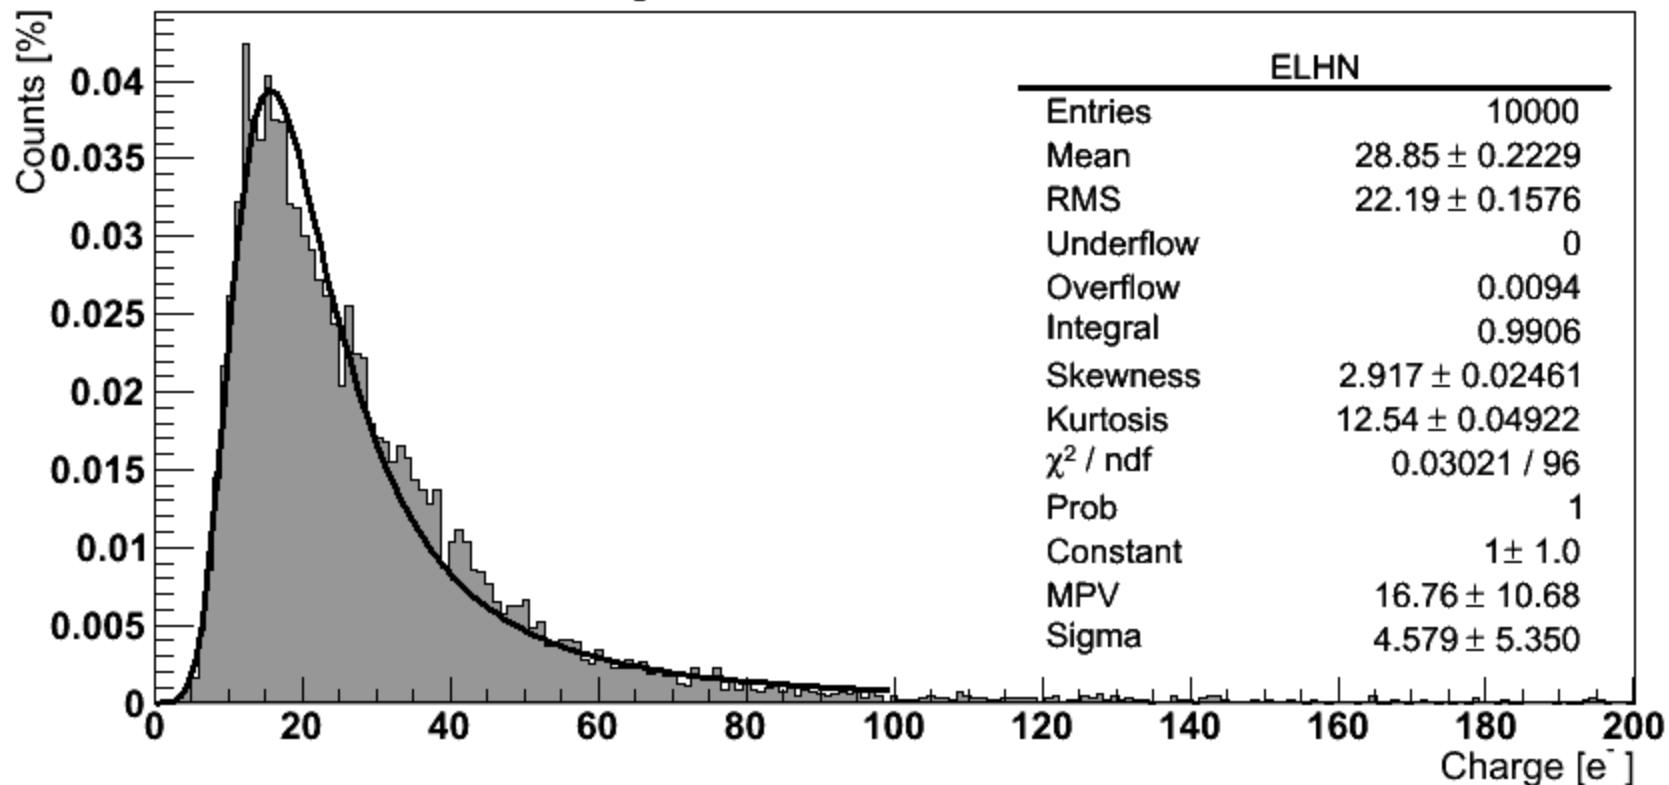 Counts [%]
0.04
0.035
0.03
0.025
0.02
0.015
0.01
0.005
0
ELHN
Entries 10000
Mean 28.85 ± 0.2229
RMS 22.19 ± 0.1576
Underflow 0
Overflow 0.0094
Integral 0.9906
Skewness 2.917 ± 0.02461
Kurtosis 12.54 ± 0.04922
χ² / ndf 0.03021 / 96
Prob 1
Constant 1± 1.0
MPV 16.76 ± 10.68
Sigma 4.579 ± 5.350
0 20 40 60 80 100 120 140 160 180 200
Charge [e⁻ ]